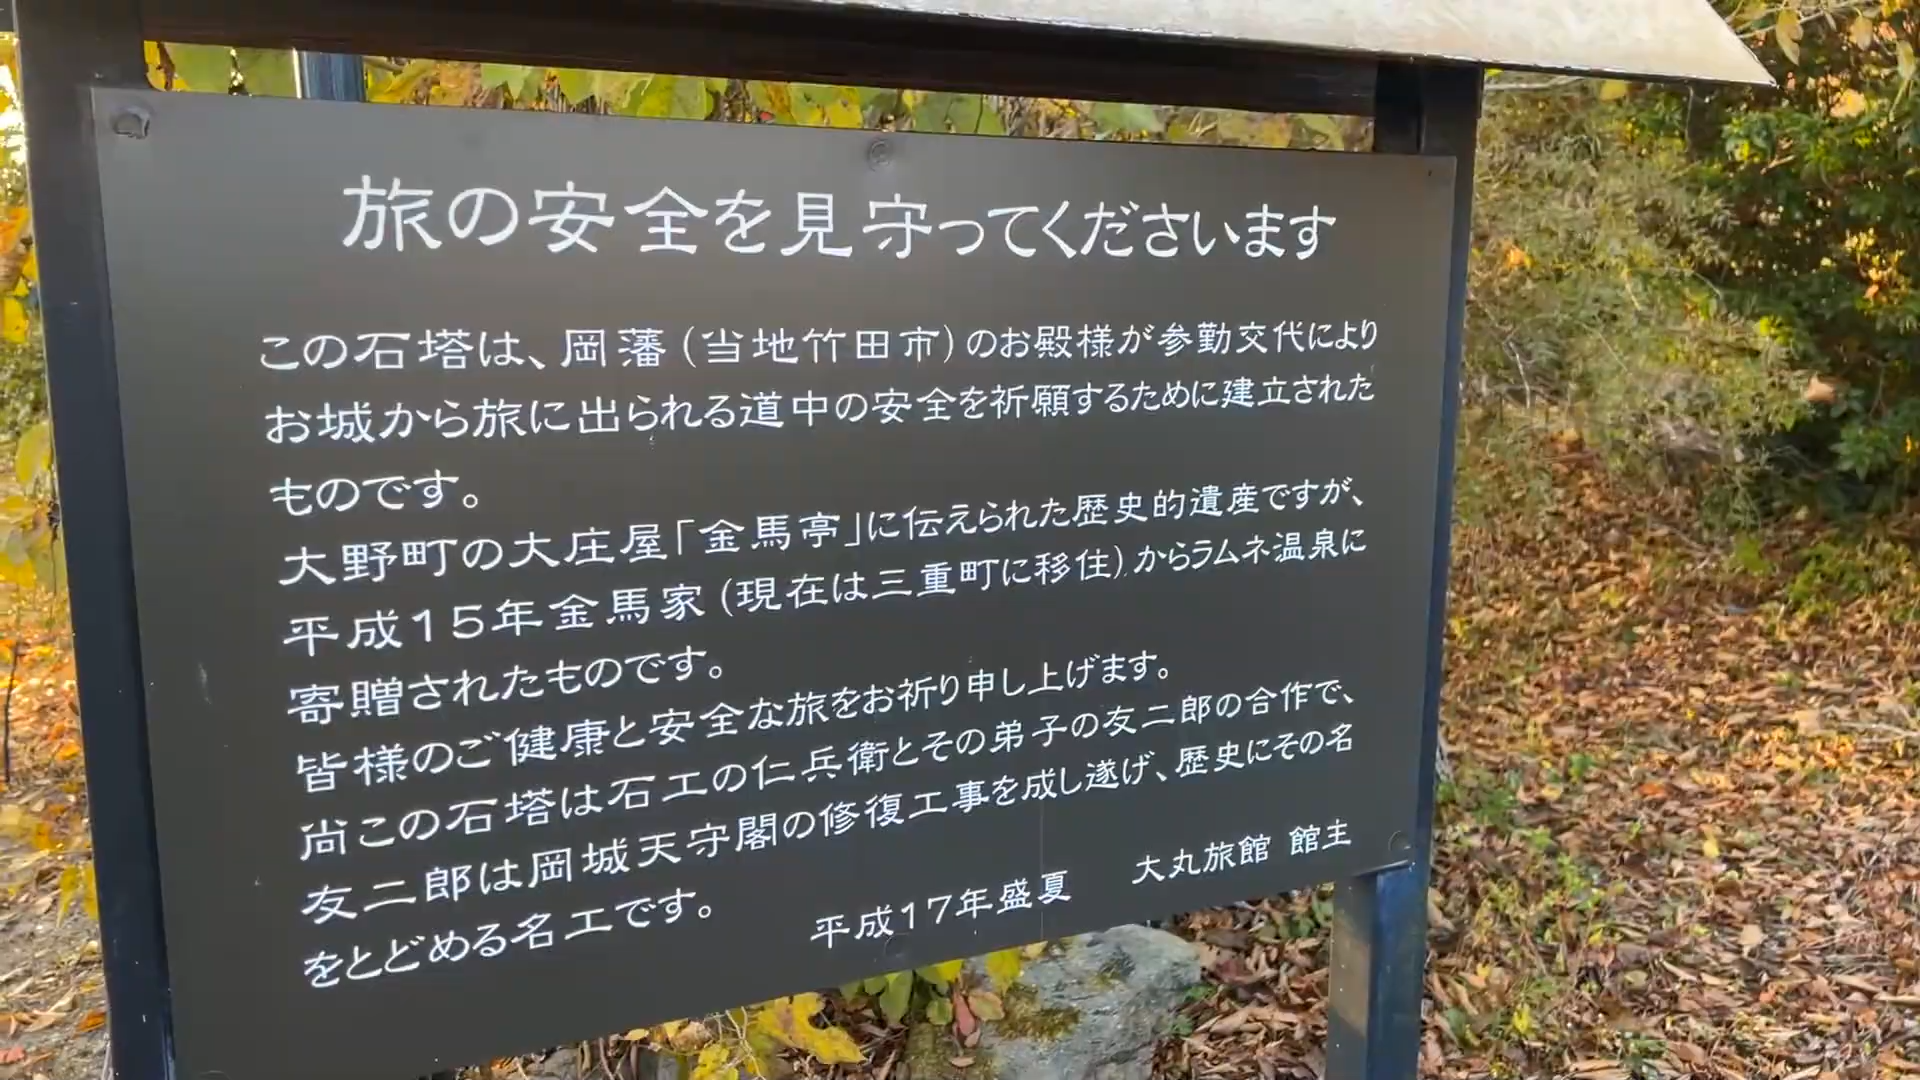 旅の安全を見守ってくださいます
この石塔は、岡藩(当地竹田市)のお殿様が参勤交代により
お城から旅に出られる道中の安全を祈願するために建立された
ものです。
大野町の大庄屋「金馬亭」に伝えられた歴史的遺産ですが、
平成15年金馬家(現在は三重町に移住)からラムネ温泉に
寄贈されたものです。
皆様のご健康と安全な旅をお祈り申し上げます。
尚この石塔は石工の仁兵衛とその弟子の友二郎の合作で、
友二郎は岡城天守閣の修復工事を成し遂げ、歴史にその名
をとどめる名工です。
平成17年盛夏 大丸旅館 館主